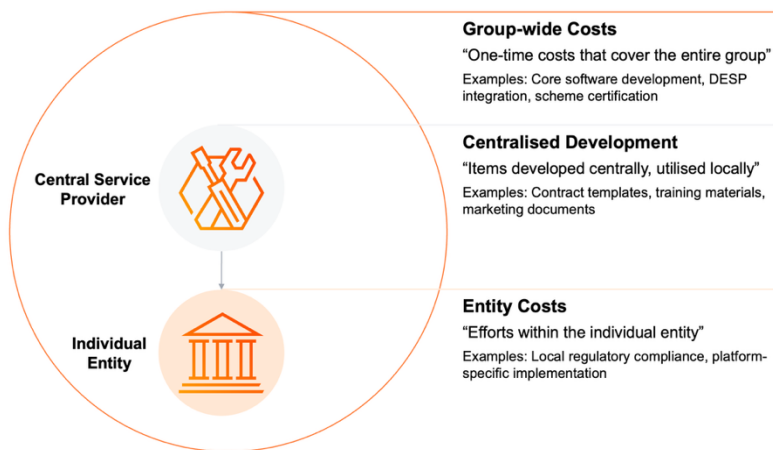 Group-wide Costs
“One-time costs that cover the entire group”
Examples: Core software development, DESP
integration, scheme certification
Central Service
Provider
Centralised Development
“Items developed centrally, utilised locally”
Examples: Contract templates, training materials,
marketing documents
Individual
Entity
Entity Costs
“Efforts within the individual entity”
Examples: Local regulatory compliance, platform-
specific implementation